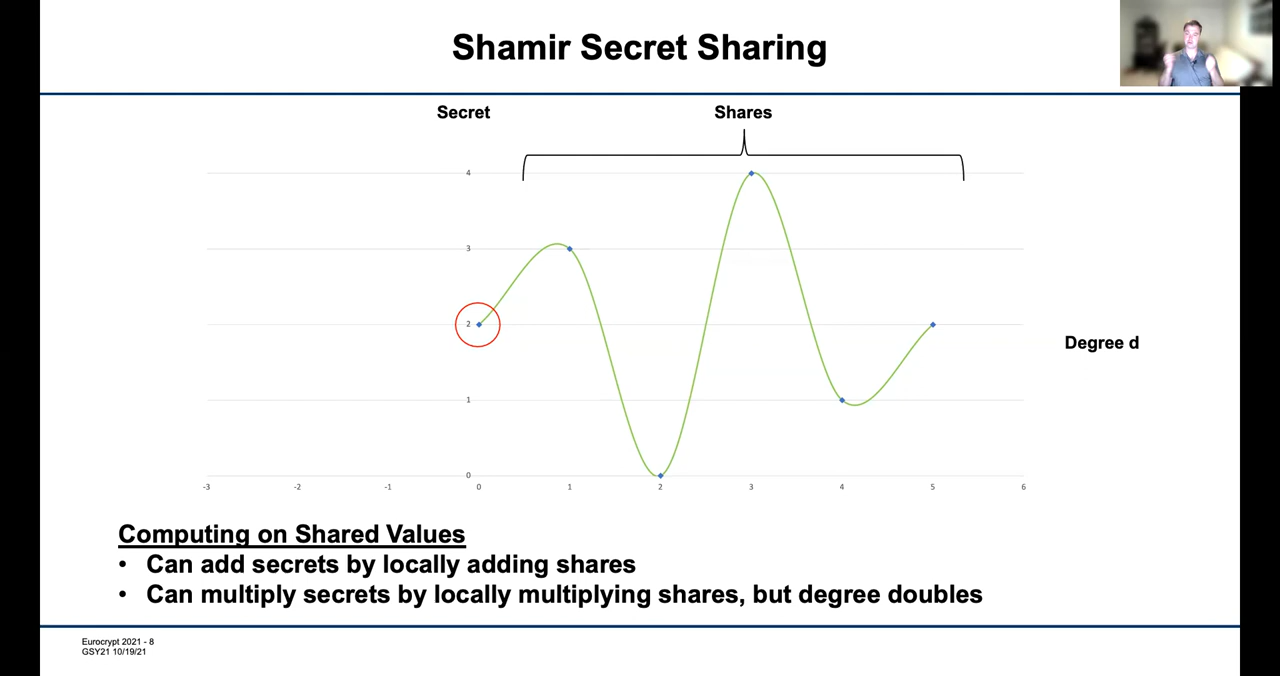 Shamir Secret Sharing
Secret
Shares
4
3
2
1
0
-3 -2 -1 0 1 2 3 4 5 6
Degree d
Computing on Shared Values
• Can add secrets by locally adding shares
• Can multiply secrets by locally multiplying shares, but degree doubles
Eurocrypt 2021 - 8
GSY21 10/19/21